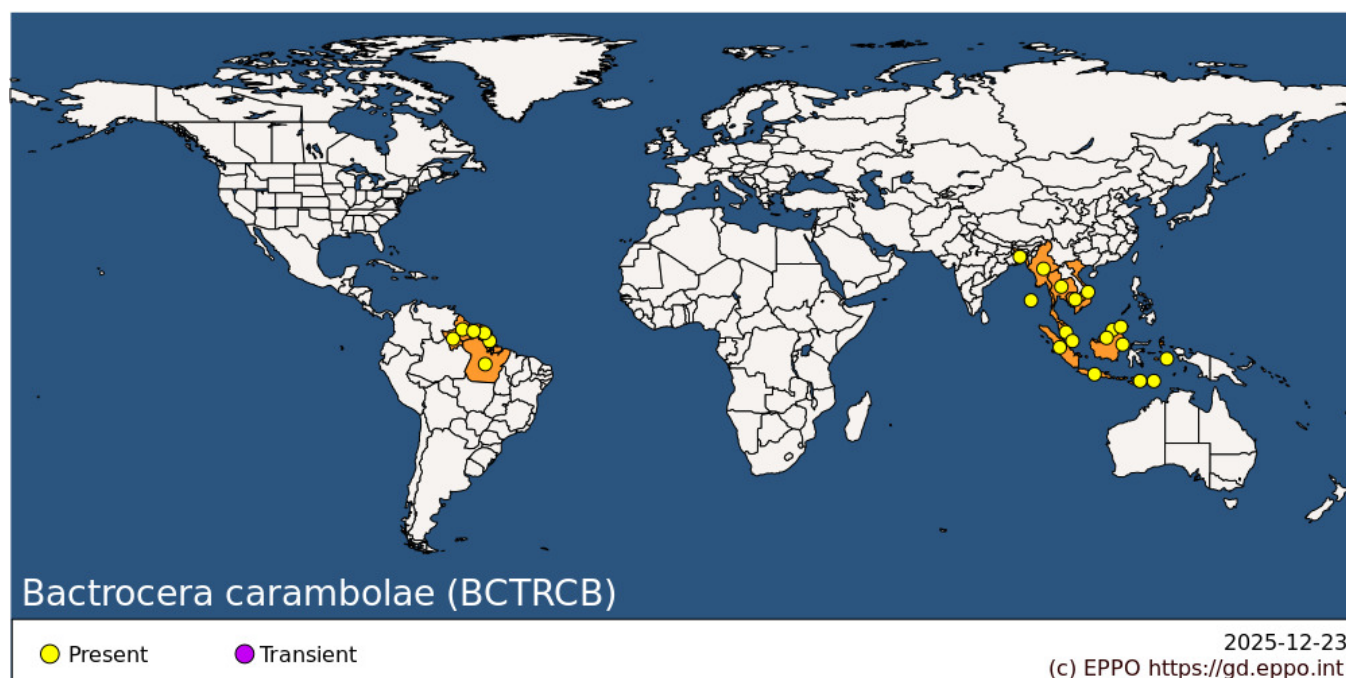 Bactrocera carambolae (BCTRCB)
Present
Transient
2025-12-23
(c) EPPO https://gd.eppo.int